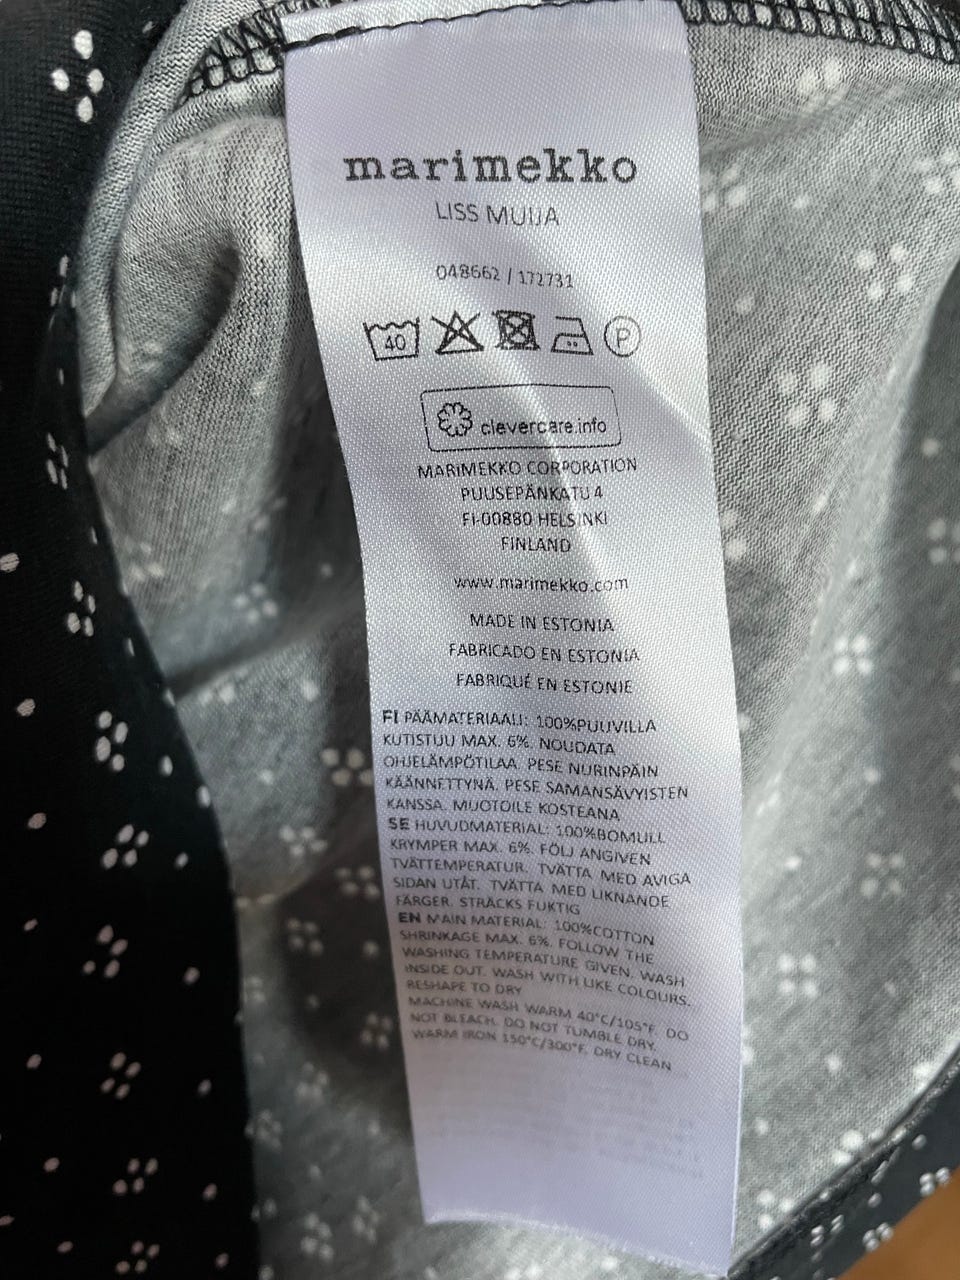 marimekko
LISS MUIJA
048662 / 172731
40 P
clevercare.info
MARIMEKKO CORPORATION
PUUSEPÄNKATU 4
FI-00880 HELSINKI
FINLAND
www.marimekko.com
MADE IN ESTONIA
FABRICADO EN ESTONIA
FABRIQUÉ EN ESTONIE
FI PÄÄMATERIAALI: 100%PUUVILLA
KUTISTUU MAX. 6%. NOUDATA
OHJELÄMPÖTILAA. PESE NURINPÄIN
KÄÄNNETTYNÄ. PESE SAMANSÄVYISTEN
KANSSA. MUOTOILE KOSTEANA
SE HUVUDMATERIAL: 100%BOMULL
KRYMPER MAX. 6%. FÖLJ ANGIVEN
TVÄTTEMPERATUR. TVÄTTA MED AVIGA
SIDAN UTÅT. TVÄTTA MED LIKNANDE
FÄRGER. STRÄCKS FUKTIG
EN MAIN MATERIAL: 100%COTTON
SHRINKAGE MAX. 6%. FOLLOW THE
WASHING TEMPERATURE GIVEN. WASH
INSIDE OUT. WASH WITH LIKE COLOURS.
RESHAPE TO DRY
MACHINE WASH WARM 40°C/105°F. DO
NOT BLEACH. DO NOT TUMBLE DRY.
WARM IRON 150°C/300°F. DRY CLEAN